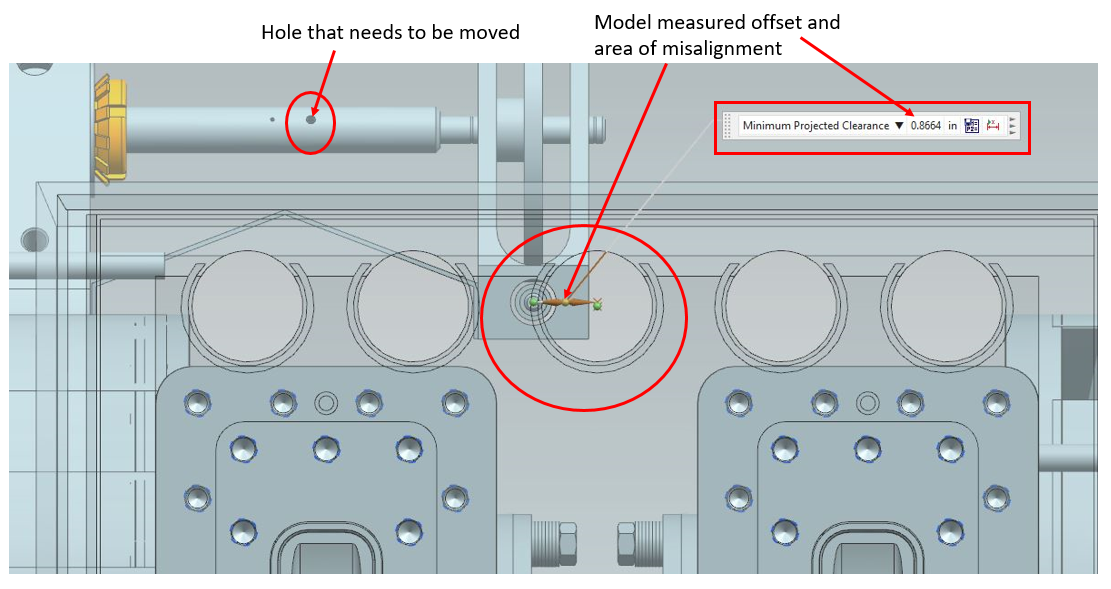 Hole that needs to be moved
Model measured offset and
area of misalignment
Minimum Projected Clearance ▼ 0.8664 in